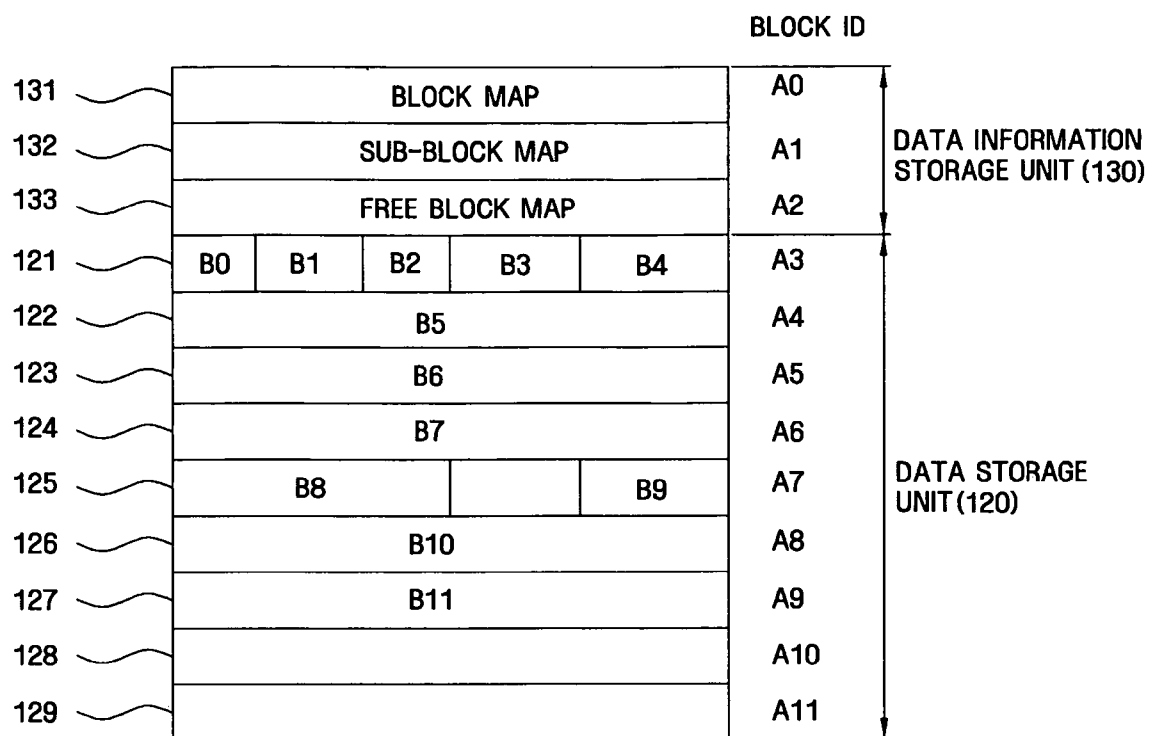 BLOCK ID
131 BLOCK MAP A0
132 SUB-BLOCK MAP A1
DATA INFORMATION
STORAGE UNIT (130)
133 FREE BLOCK MAP A2
121 B0 B1 B2 B3 B4 A3
122 B5 A4
123 B6 A5
124 B7 A6
125 B8 B9 A7
DATA STORAGE
UNIT (120)
126 B10 A8
127 B11 A9
128 A10
129 A11